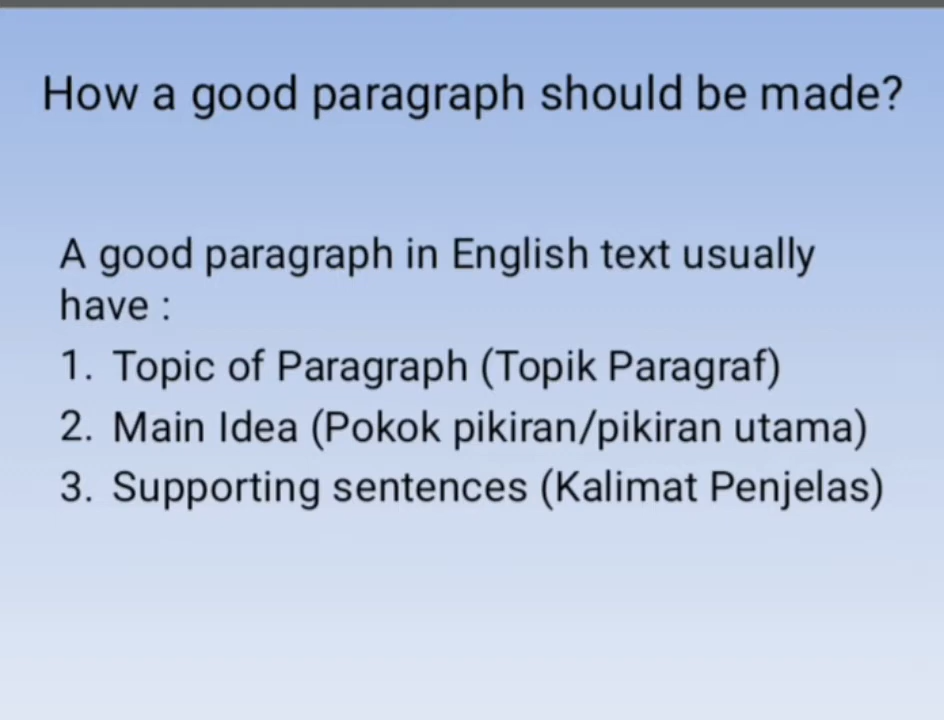 How a good paragraph should be made?
A good paragraph in English text usually
have :
1. Topic of Paragraph (Topik Paragraf)
2. Main Idea (Pokok pikiran/pikiran utama)
3. Supporting sentences (Kalimat Penjelas)